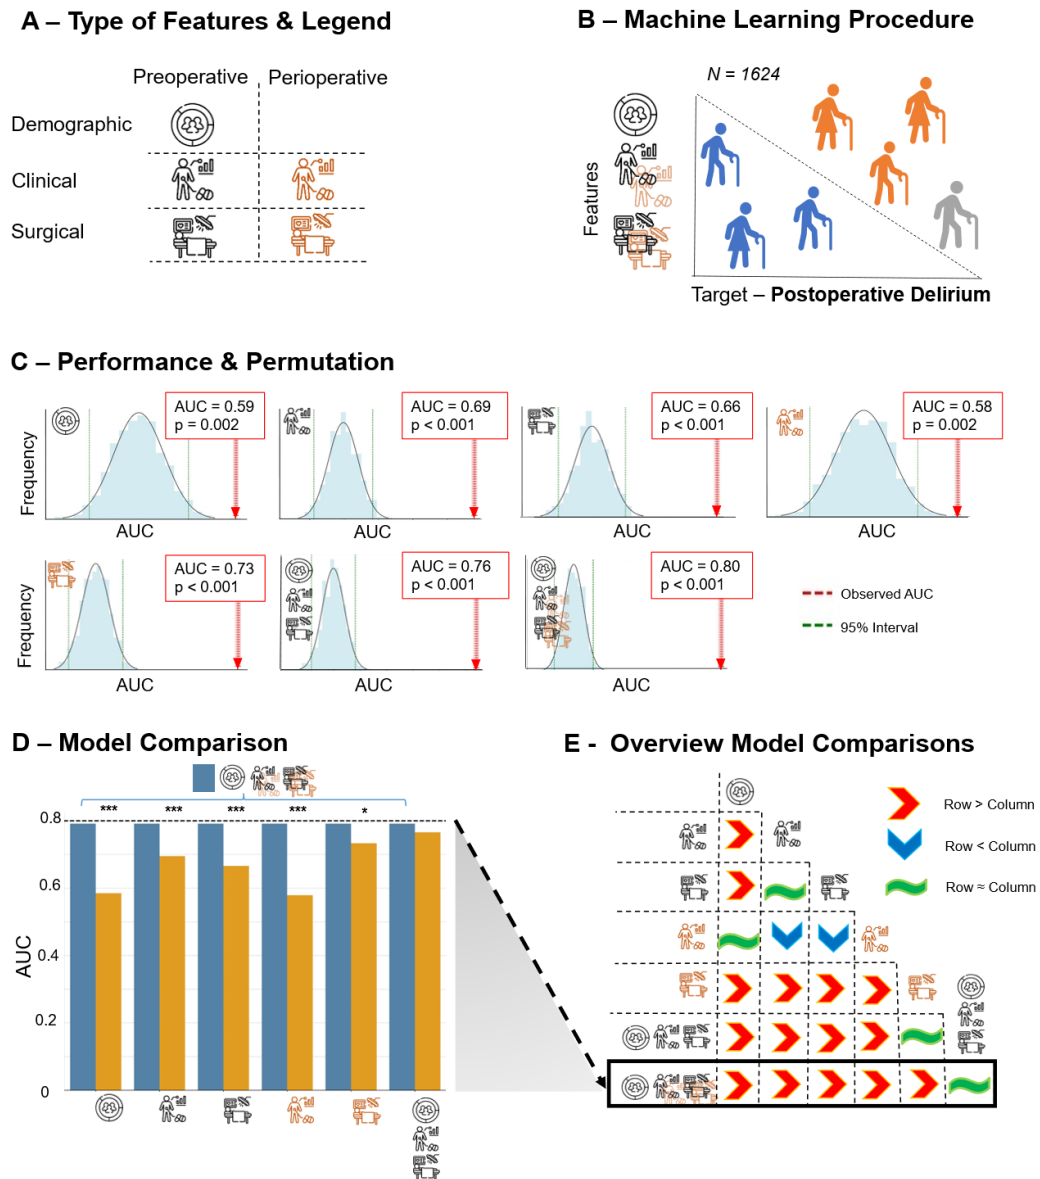 A – Type of Features & Legend
Preoperative
Perioperative
Demographic
Clinical
Surgical
B – Machine Learning Procedure
N = 1624
Features
Target – Postoperative Delirium
C – Performance & Permutation
Frequency
AUC = 0.59
p = 0.002
AUC
AUC = 0.69
p < 0.001
AUC
AUC = 0.66
p < 0.001
AUC
AUC = 0.58
p = 0.002
AUC
Frequency
AUC = 0.73
p < 0.001
AUC
AUC = 0.76
p < 0.001
AUC
AUC = 0.80
p < 0.001
AUC
Observed AUC
95% Interval
D – Model Comparison
*** *** *** *** *
AUC
0.8
0.6
0.4
0.2
0
E - Overview Model Comparisons
Row > Column
Row < Column
Row ≈ Column